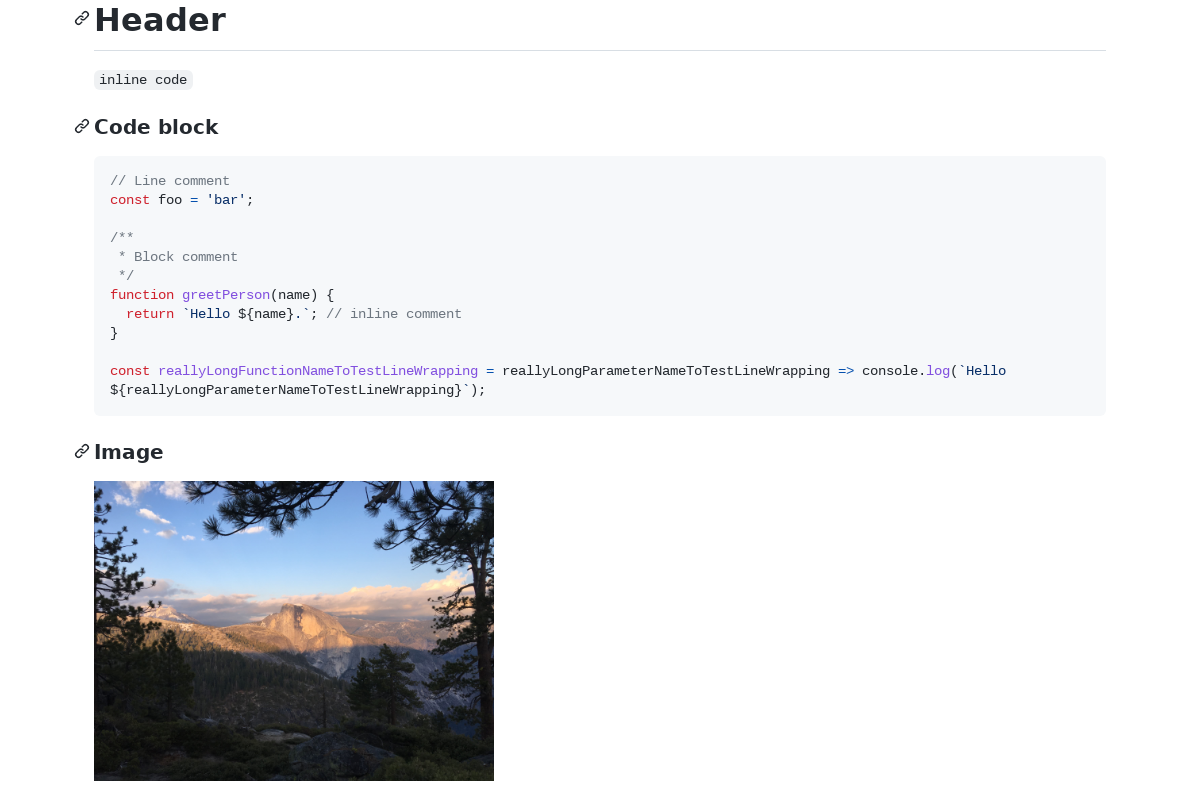 Header
inline code
Code block
// Line comment
const foo = 'bar';
/**
 * Block comment
 */
function greetPerson(name) {
  return `Hello ${name}.`; // inline comment
}
const reallyLongFunctionNameToTestLineWrapping = reallyLongParameterNameToTestLineWrapping => console.log(`Hello
${reallyLongParameterNameToTestLineWrapping}`);
Image